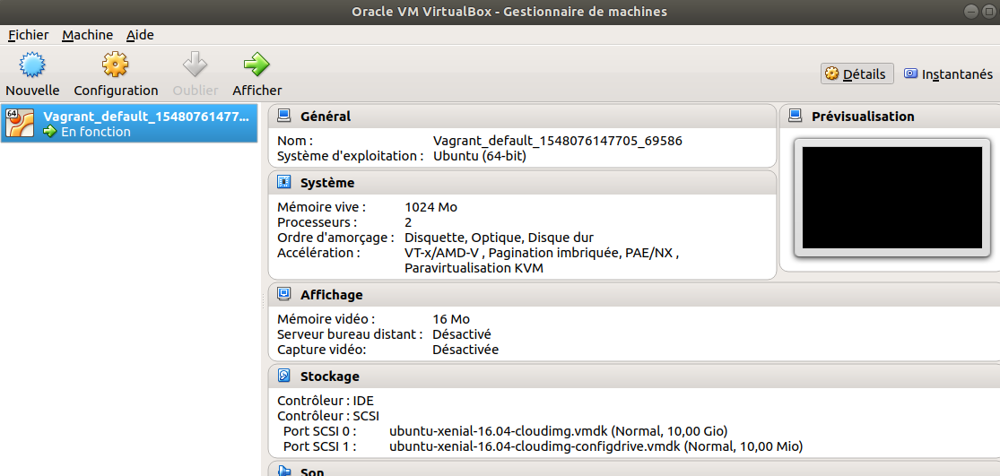 Oracle VM VirtualBox - Gestionnaire de machines
Fichier Machine Aide
Nouvelle Configuration Oublier Afficher
Détails Instantanés
64
Vagrant_default_15480761477...
En fonction
Général
Nom : Vagrant_default_1548076147705_69586
Système d'exploitation : Ubuntu (64-bit)
Prévisualisation
Système
Mémoire vive : 1024 Mo
Processeurs : 2
Ordre d'amorçage : Disquette, Optique, Disque dur
Accélération : VT-x/AMD-V , Pagination imbriquée, PAE/NX ,
Paravirtualisation KVM
Affichage
Mémoire vidéo : 16 Mo
Serveur bureau distant : Désactivé
Capture vidéo: Désactivée
Stockage
Contrôleur : IDE
Contrôleur : SCSI
Port SCSI 0 : ubuntu-xenial-16.04-cloudimg.vmdk (Normal, 10,00 Gio)
Port SCSI 1 : ubuntu-xenial-16.04-cloudimg-configdrive.vmdk (Normal, 10,00 Mio)
Son